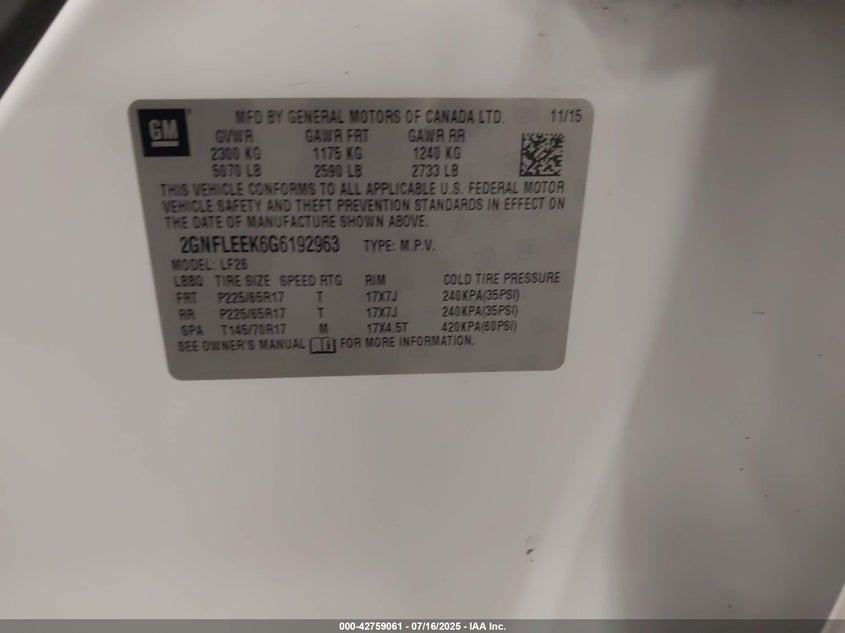 GM
MFD BY GENERAL MOTORS OF CANADA LTD. 11/15
GVWR GAWR FRT GAWR RR
2300 KG 1175 KG 1240 KG
5070 LB 2590 LB 2733 LB
THIS VEHICLE CONFORMS TO ALL APPLICABLE U.S. FEDERAL MOTOR
VEHICLE SAFETY AND THEFT PREVENTION STANDARDS IN EFFECT ON
THE DATE OF MANUFACTURE SHOWN ABOVE.
2GNFLEEK6G6192963 TYPE: M.P.V.
MODEL: LF26
LBBQ TIRE SIZE SPEED RTG RIM COLD TIRE PRESSURE
FRT P225/65R17 T 17X7J 240KPA(35PSI)
RR P225/65R17 T 17X7J 240KPA(35PSI)
SPA T145/70R17 M 17X4.5T 420KPA(60PSI)
SEE OWNER'S MANUAL FOR MORE INFORMATION.
000-42759061 - 07/16/2025 - IAA Inc.